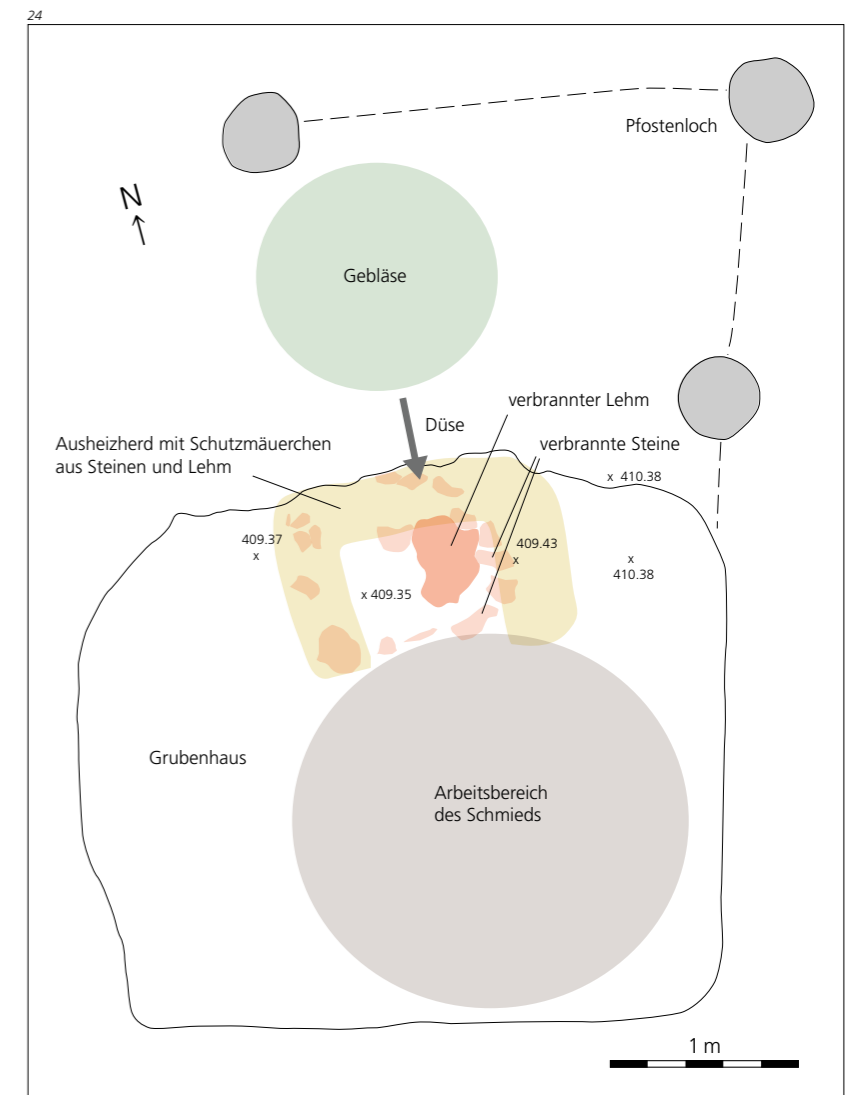 24
Pfostenloch
N
Gebläse
verbrannter Lehm
Düse
verbrannte Steine
Ausheizherd mit Schutzmäuerchen
aus Steinen und Lehm
x 410.38
409.37
x
409.43
x
x
410.38
x 409.35
Grubenhaus
Arbeitsbereich
des Schmieds
1 m